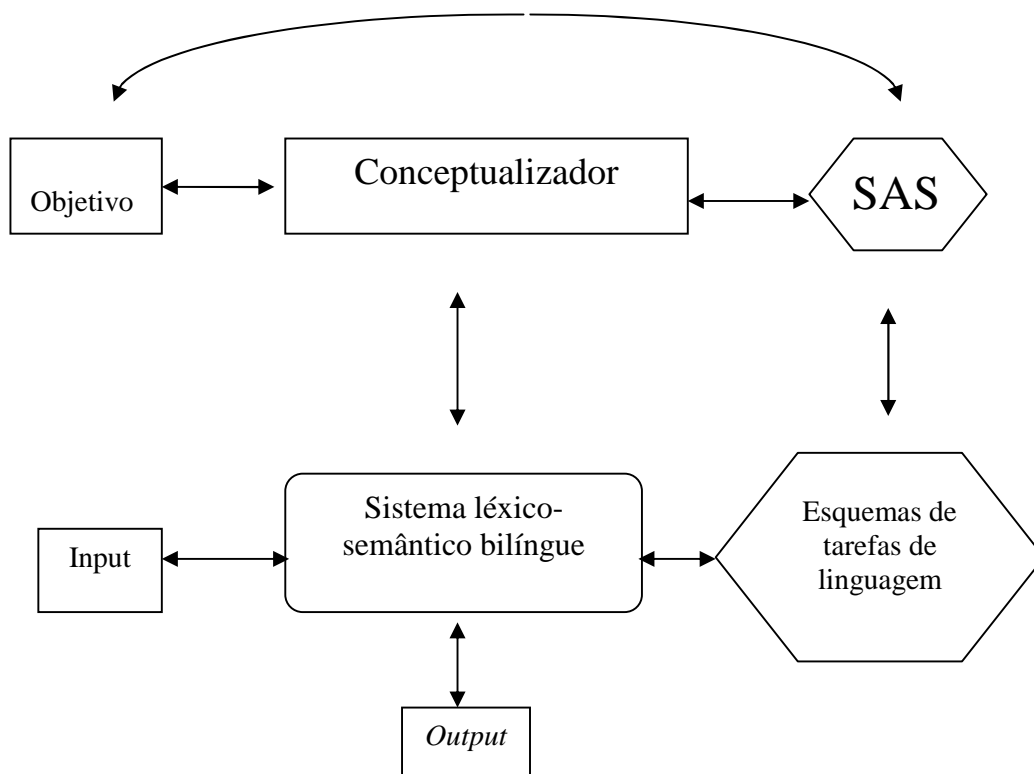 Objetivo
Conceptualizador
SAS
Input
Sistema léxico-
semântico bilíngue
Esquemas de
tarefas de
linguagem
Output